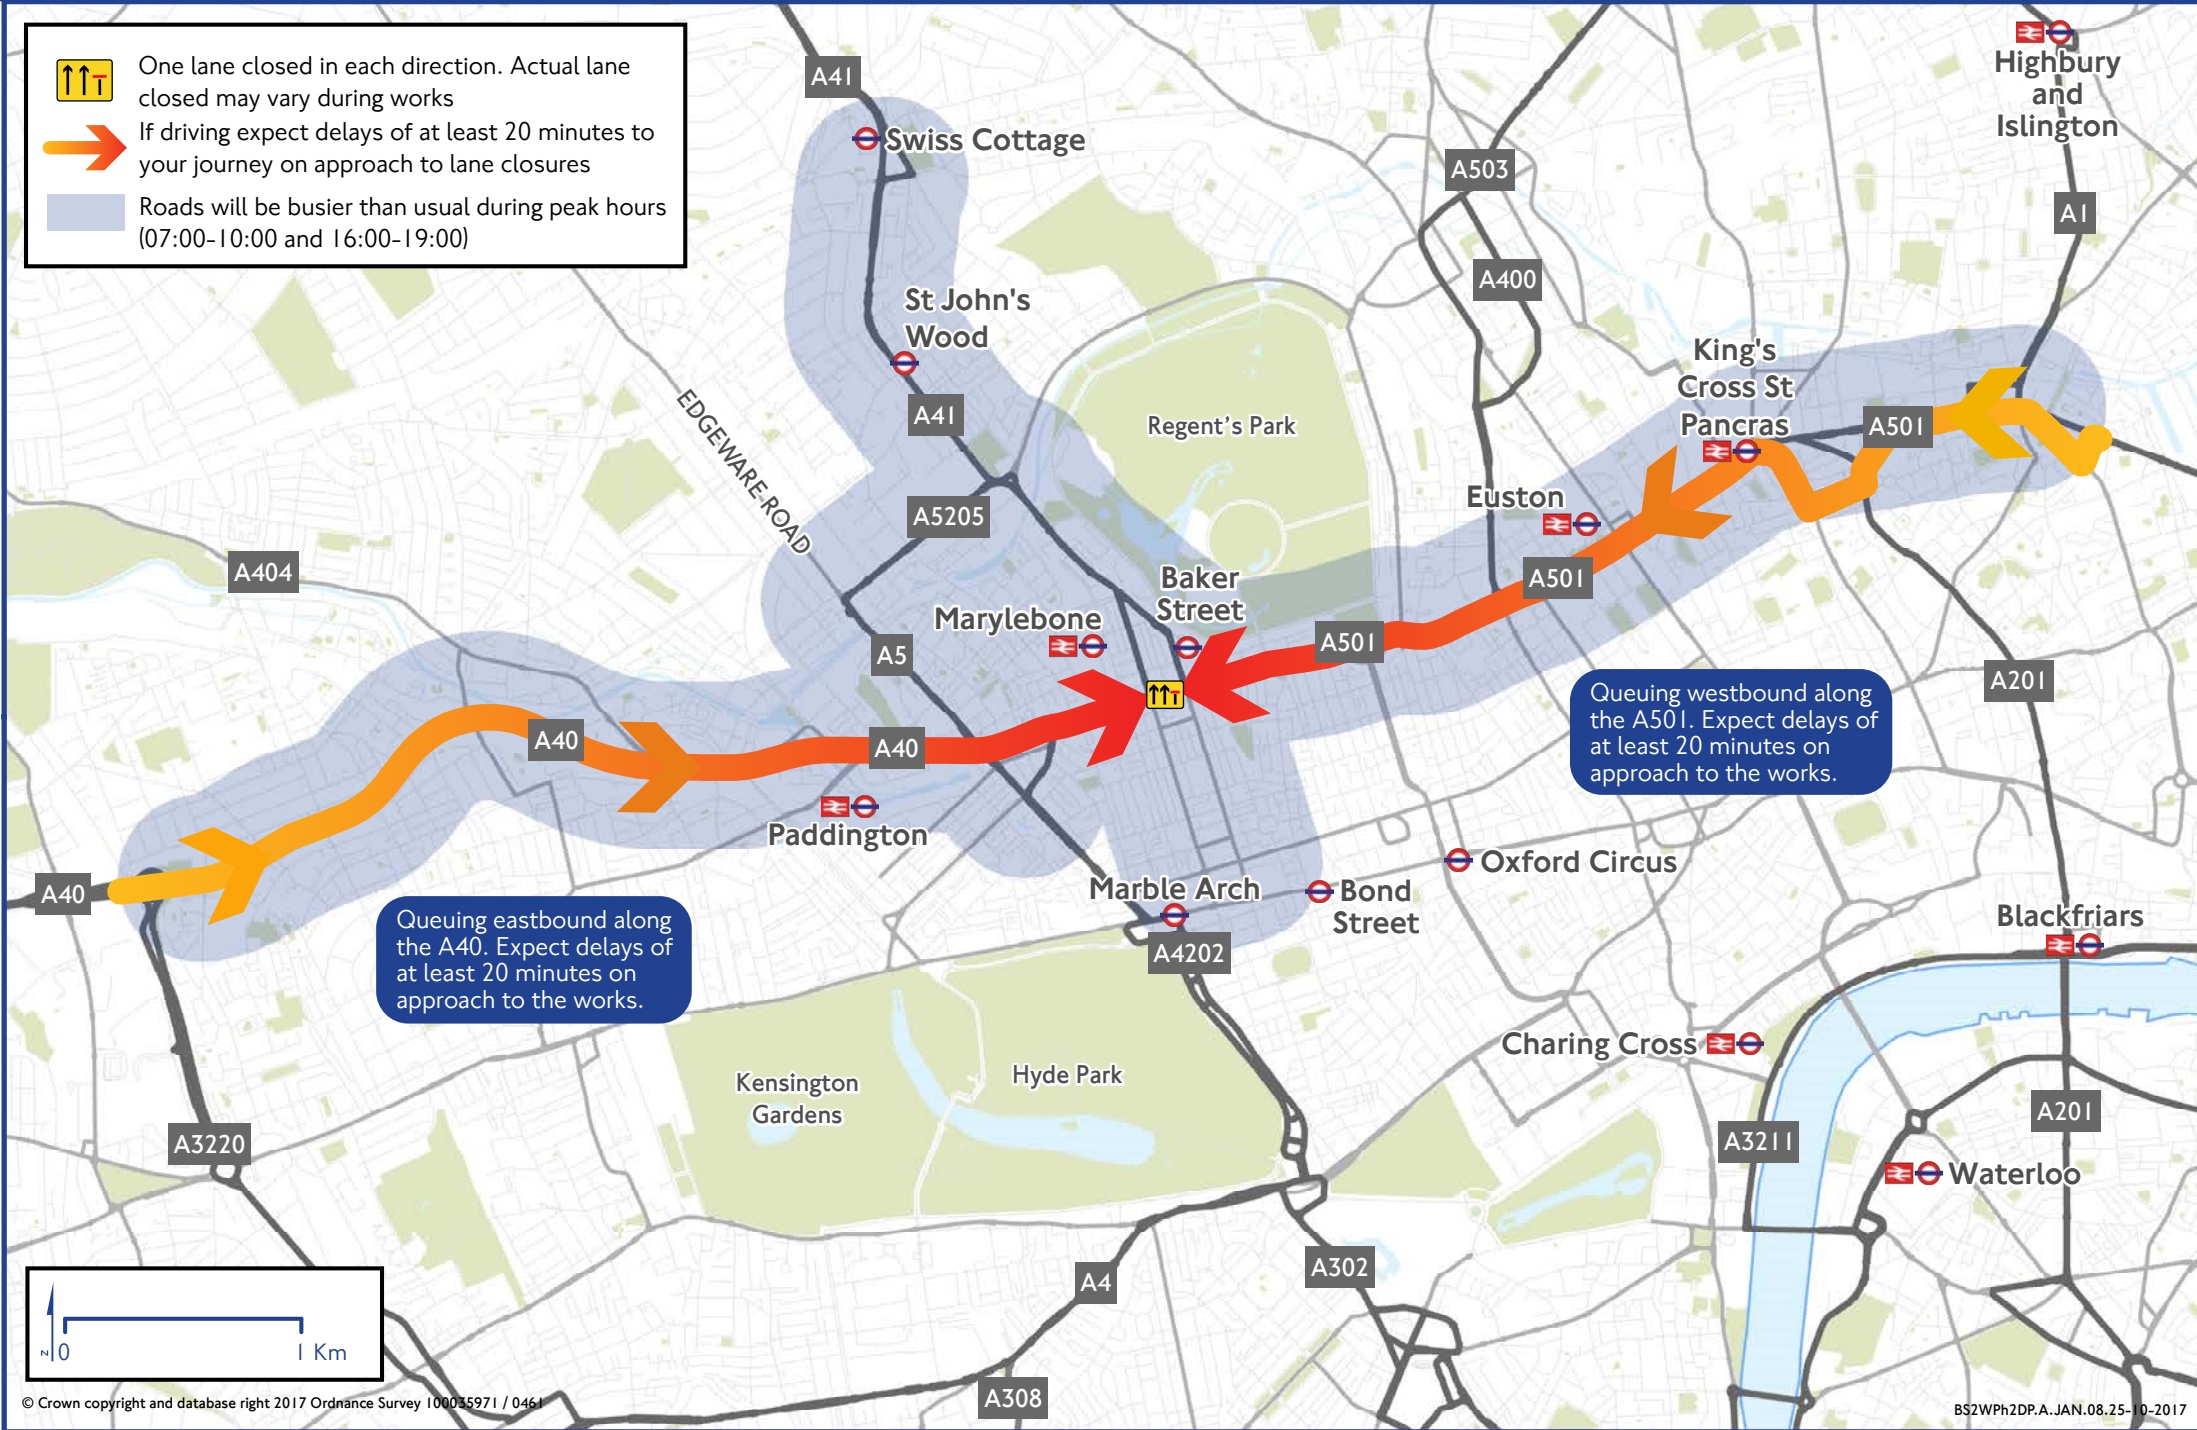 One lane closed in each direction. Actual lane
closed may vary during works
If driving expect delays of at least 20 minutes to
your journey on approach to lane closures
Roads will be busier than usual during peak hours
(07:00-10:00 and 16:00-19:00)
A41
Swiss Cottage
St John's
Wood
A41
EDGEWARE ROAD
A5205
A404
Regent's Park
A503
A400
Highbury
and
Islington
A1
King's
Cross St
Pancras
A501
Euston
A501
Baker
Street
Marylebone
A501
A5
A40
A40
A40
Paddington
A201
Queuing westbound along
the A501. Expect delays of
at least 20 minutes on
approach to the works.
Queuing eastbound along
the A40. Expect delays of
at least 20 minutes on
approach to the works.
Marble Arch
A4202
Bond
Street
Oxford Circus
Blackfriars
Charing Cross
Kensington
Gardens
Hyde Park
A3220
A3211
A201
Waterloo
A302
A4
A308
N
0
1 Km
© Crown copyright and database right 2017 Ordnance Survey 100035971 / 0461
BS2WPh2DP.A.JAN.08.25-10-2017